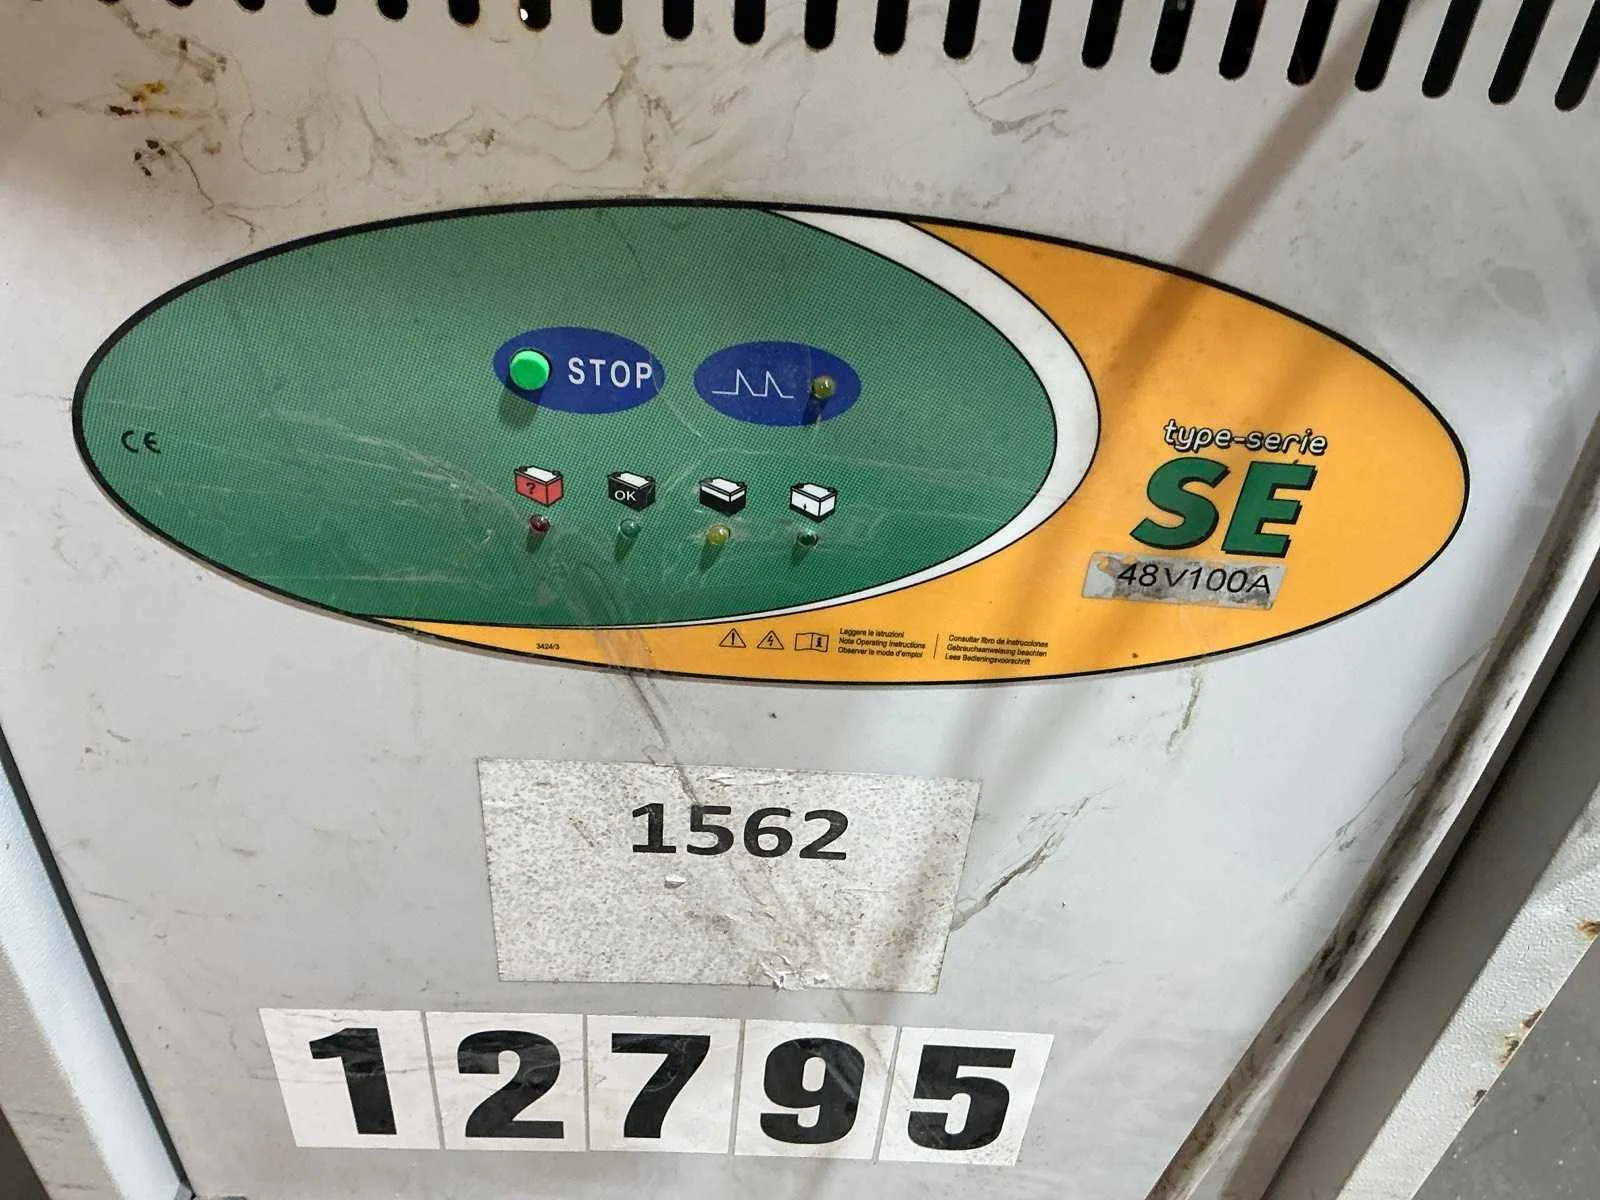 STOP
CE
?
OK
type-serie
SE
48V100A
3424/3
Leggere le istruzioni
Note Operating Instructions
Observer le mode d'emploi
Consultar libro de instrucciones
Gebrauchsanweisung beachten
Lees Bedieningsvoorschrift
1562
12795